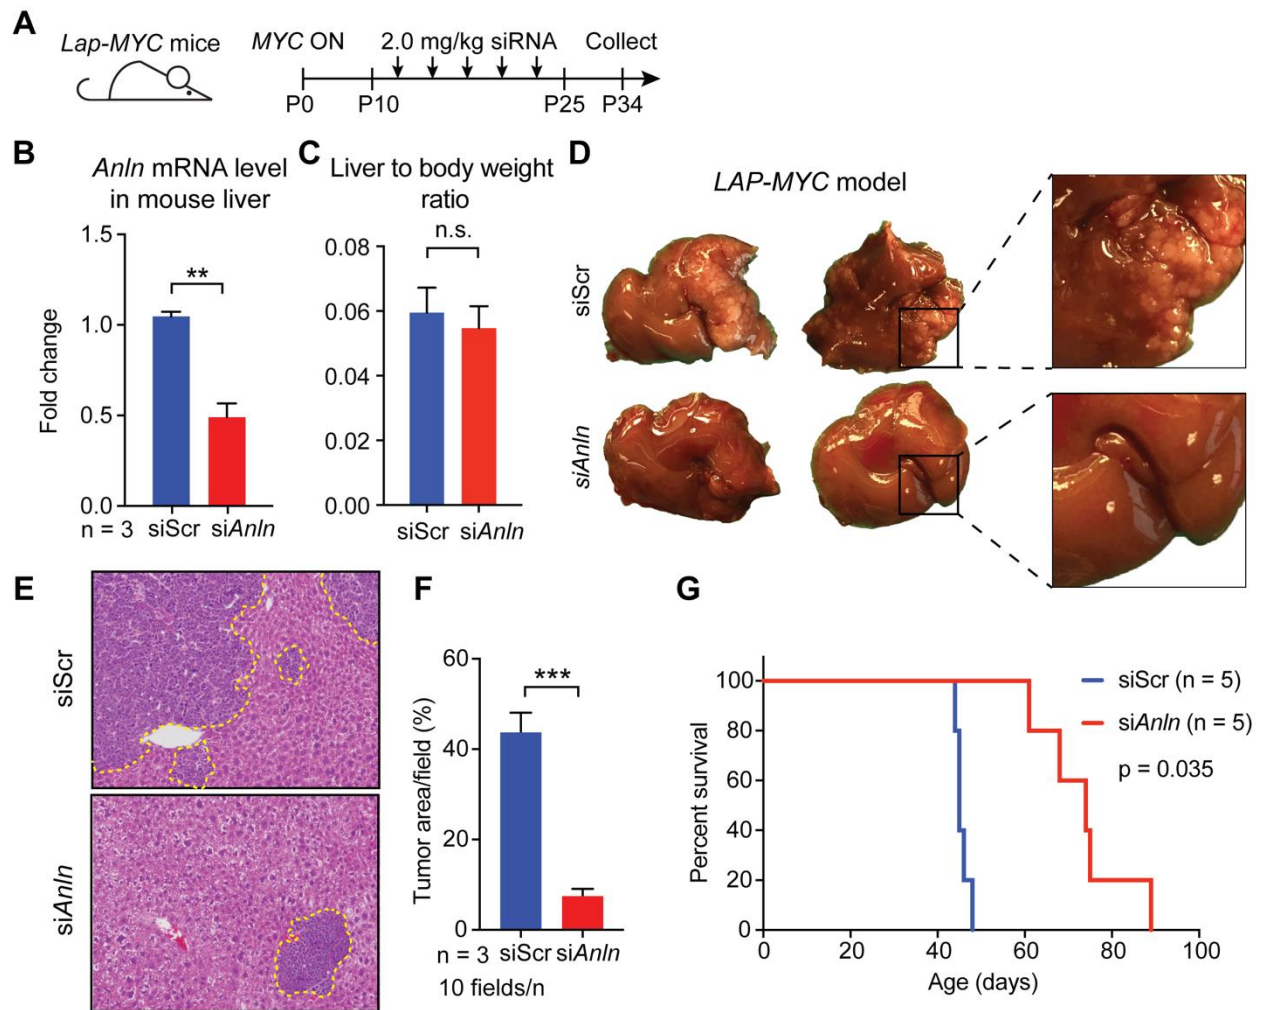 A
Lap-MYC mice
MYC ON
2.0 mg/kg siRNA
Collect
P0
P10
P25
P34
B
Anln mRNA level
in mouse liver
Fold change
1.5
1.0
0.5
0.0
**
n = 3
siScr
siAnln
C
Liver to body weight
ratio
0.08
0.06
0.04
0.02
0.00
n.s.
siScr
siAnln
D
LAP-MYC model
siScr
siAnln
E
siScr
siAnln
F
Tumor area/field (%)
60
40
20
0
***
n = 3
siScr
siAnln
10 fields/n
G
Percent survival
100
80
60
40
20
0
0
20
40
60
80
100
Age (days)
siScr (n = 5)
siAnln (n = 5)
p = 0.035